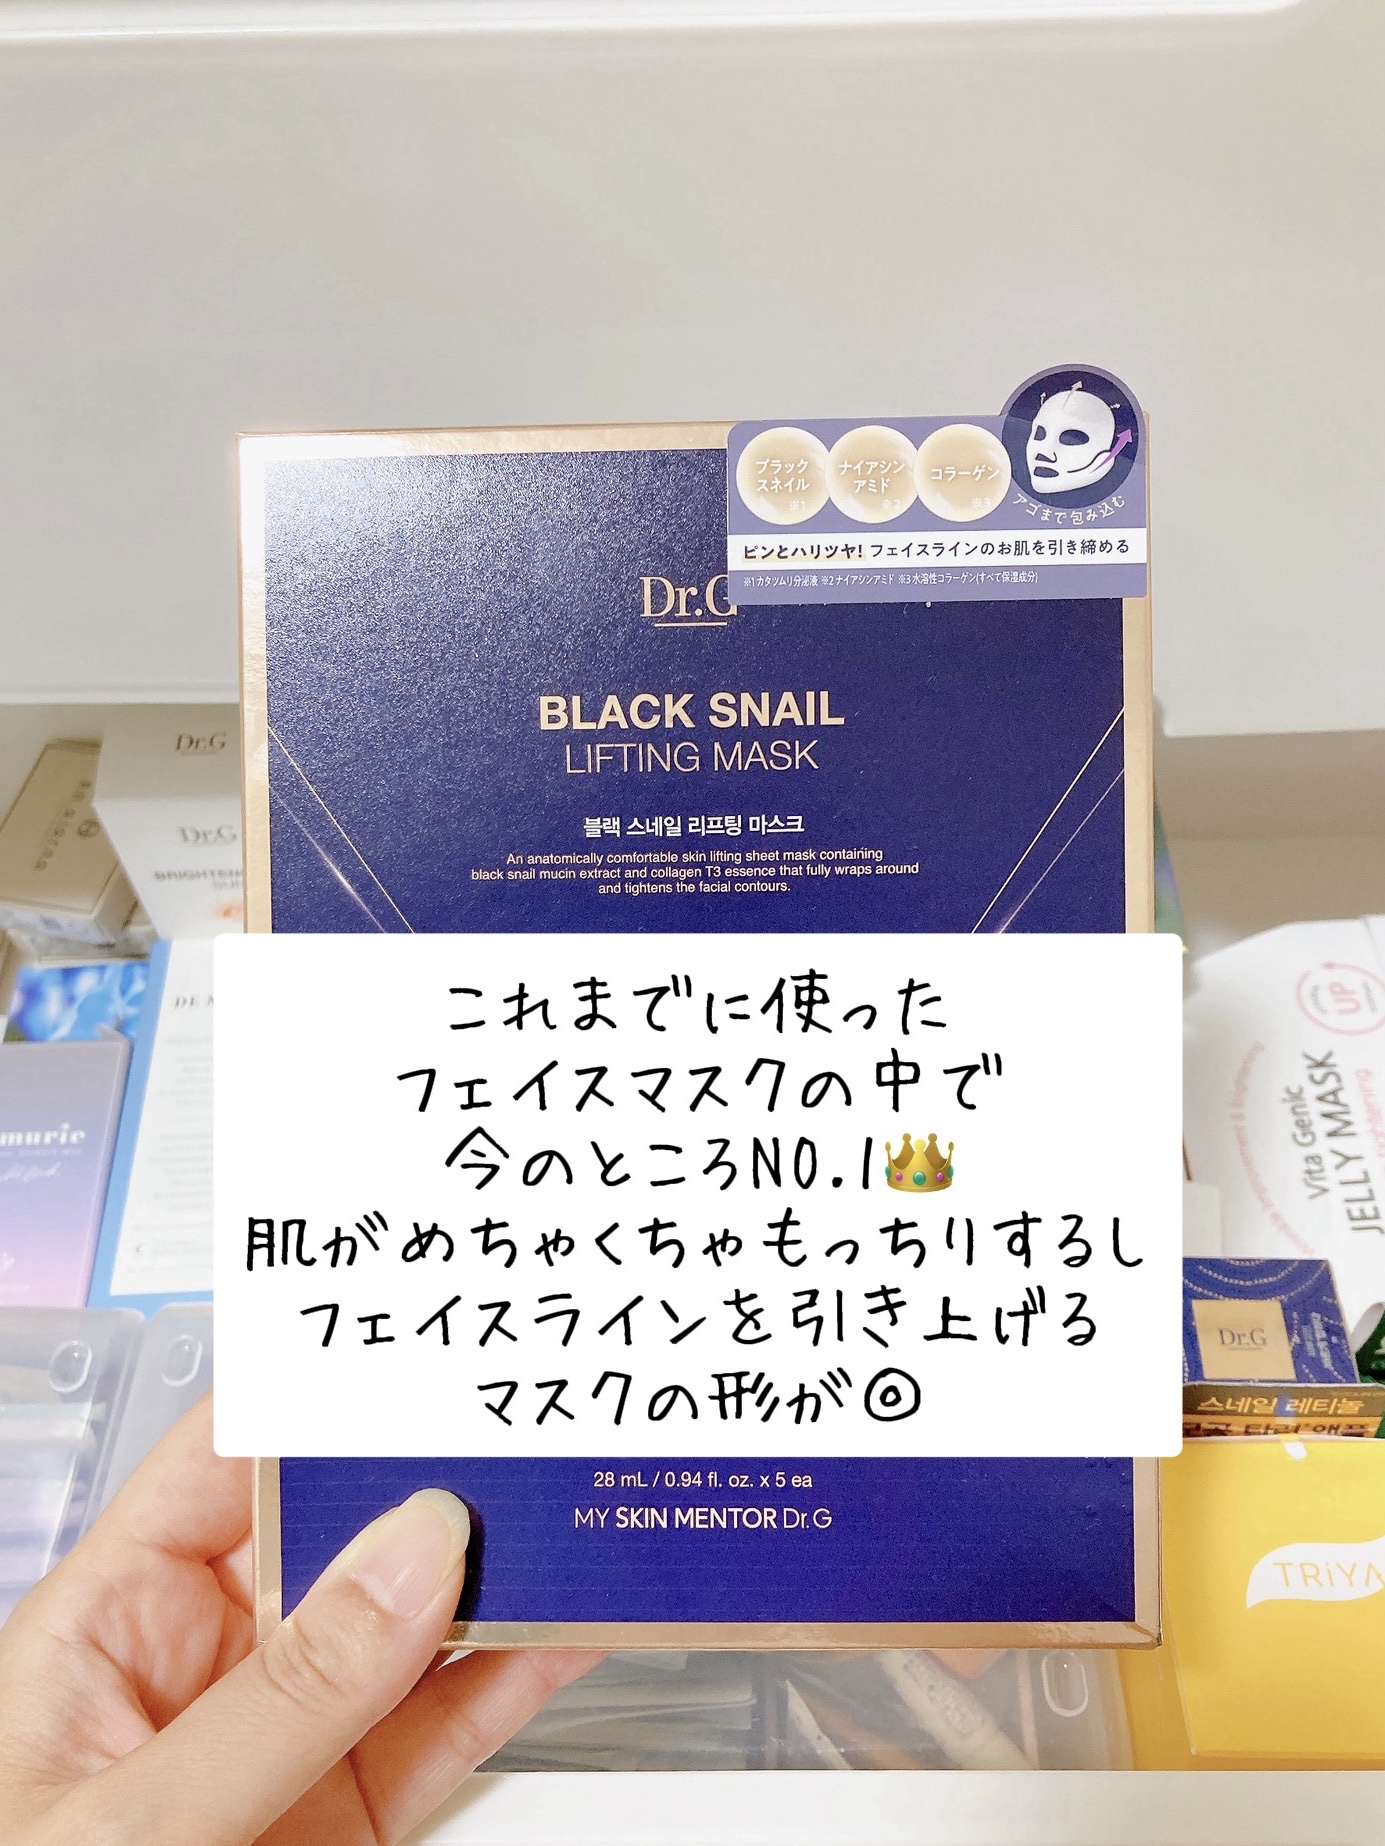 ブラック
スネイル
※1
ナイアシン
アミド
※2
コラーゲン
※3
アゴまで包み込む
ピンとハリツヤ! フェイスラインのお肌を引き締める
※1カタツムリ分泌液 ※2ナイアシンアミド ※3水溶性コラーゲン(すべて保湿成分)
Dr.G
BLACK SNAIL
LIFTING MASK
블랙 스네일 리프팅 마스크
An anatomically comfortable skin lifting sheet mask containing
black snail mucin extract and collagen T3 essence that fully wraps around
and tightens the facial contours.
これまでに使った
フェイスマスクの中で
今のところNO.1👑
肌がめちゃくちゃもっちりするし
フェイスラインを引き上げる
マスクの形が◎
28 mL / 0.94 fl. oz. x 5 ea
MY SKIN MENTOR Dr.G
Dr.G
Dr.G
murie
UP
Vita Genic
JELLY MASK
Dr.G
스네일 레티놀
TRiYA